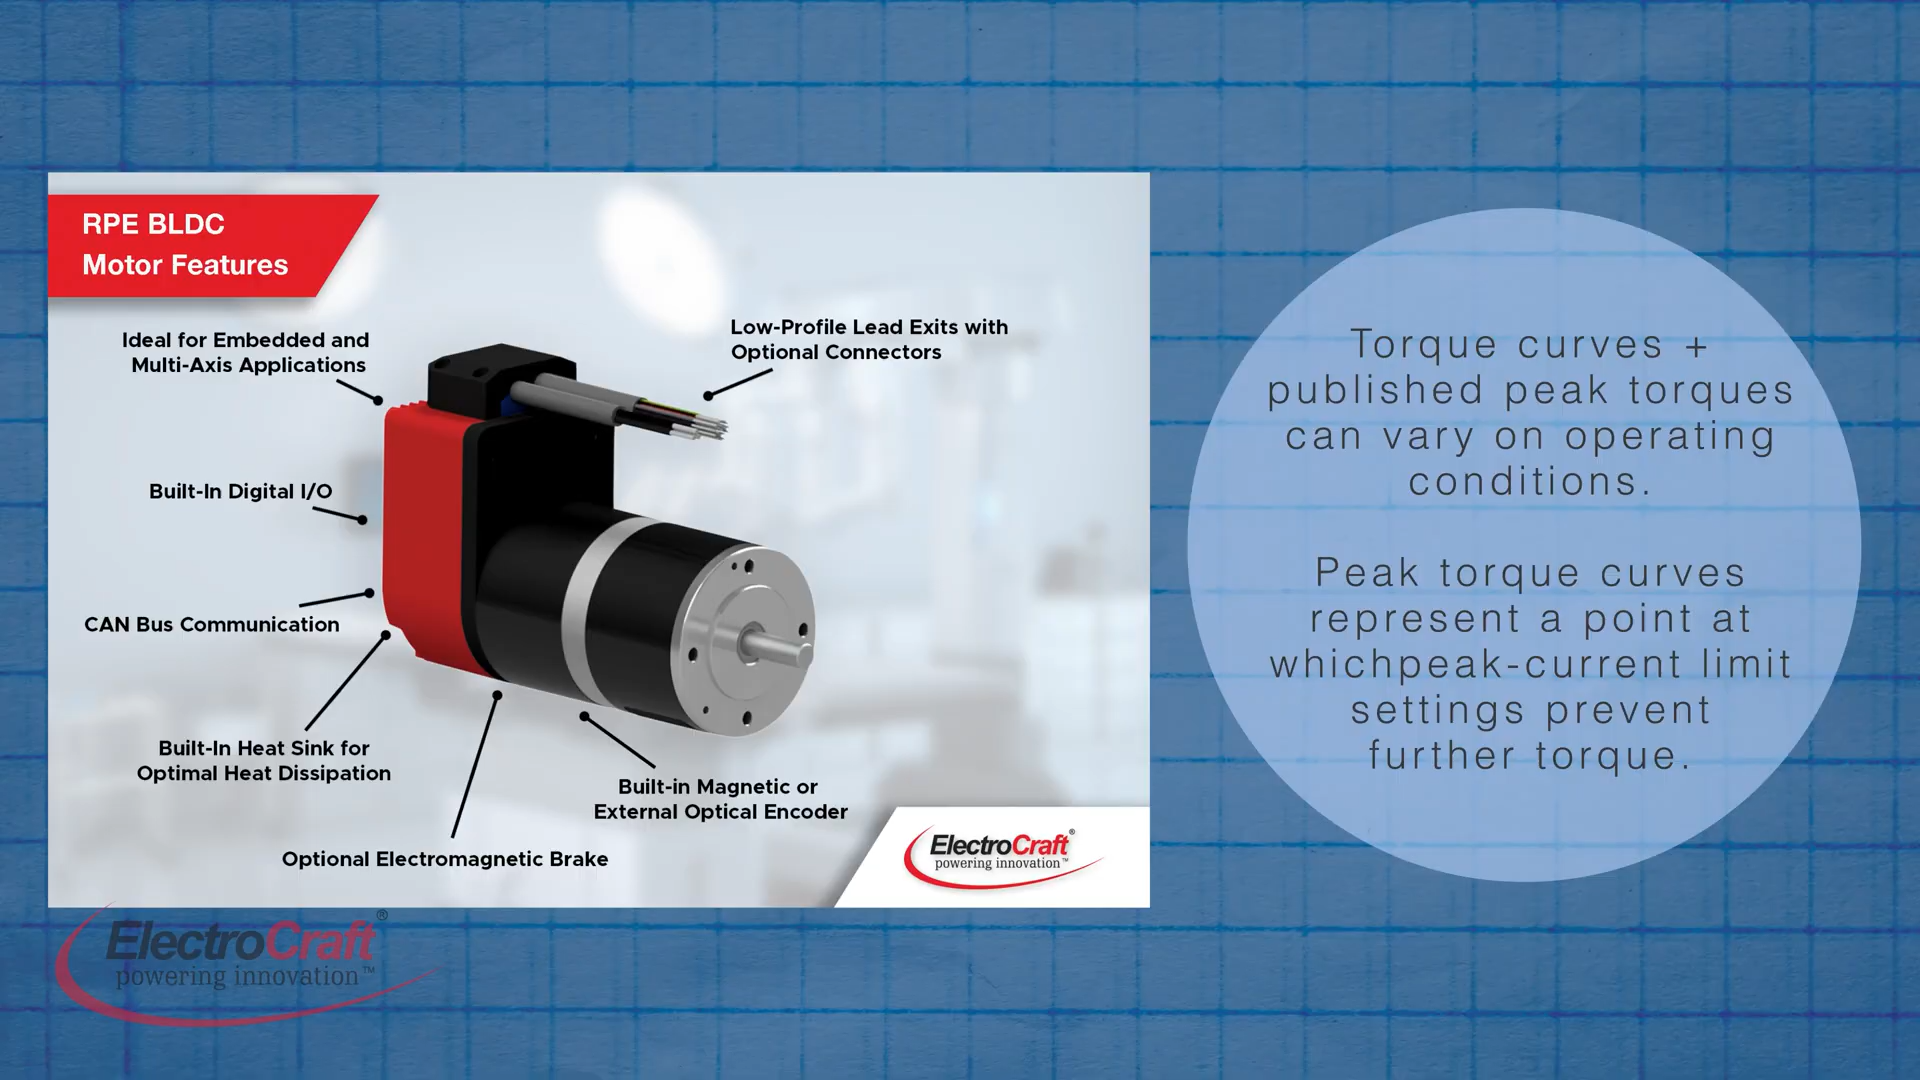 RPE BLDC
Motor Features
Ideal for Embedded and
Multi-Axis Applications
Low-Profile Lead Exits with
Optional Connectors
Built-In Digital I/O
CAN Bus Communication
Built-In Heat Sink for
Optimal Heat Dissipation
Built-in Magnetic or
External Optical Encoder
Optional Electromagnetic Brake
ElectroCraft®
powering innovation™
Torque curves +
published peak torques
can vary on operating
conditions.
Peak torque curves
represent a point at
whichpeak-current limit
settings prevent
further torque.
ElectroCraft®
powering innovation™